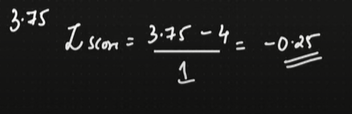 3.75
Z score = 3.75 - 4 / 1 = -0.25